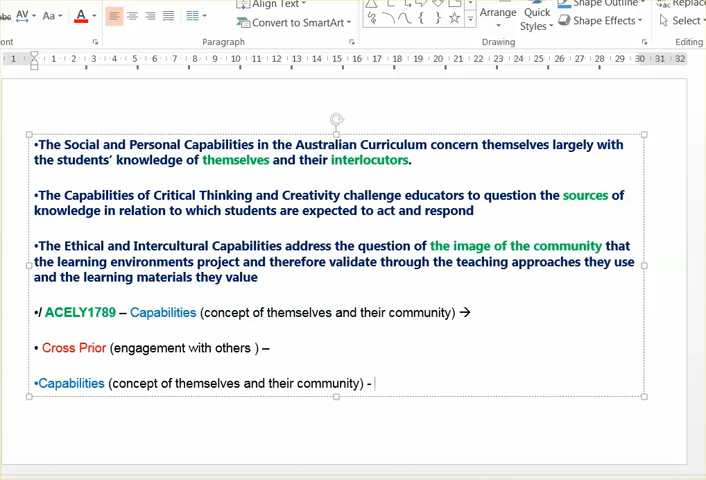 Align Text
Shape Outline
Replace
abc AV Aa A
Convert to SmartArt
Arrange
Quick
Styles
Shape Effects
Select
ont
Paragraph
Drawing
Editing
1 1 2 3 4 5 6 7 8 9 10 11 12 13 14 15 16 17 18 19 20 21 22 23 24 25 26 27 28 29 30 31 32
•The Social and Personal Capabilities in the Australian Curriculum concern themselves largely with
the students' knowledge of themselves and their interlocutors.
•The Capabilities of Critical Thinking and Creativity challenge educators to question the sources of
knowledge in relation to which students are expected to act and respond
•The Ethical and Intercultural Capabilities address the question of the image of the community that
the learning environments project and therefore validate through the teaching approaches they use
and the learning materials they value
•/ ACELY1789 – Capabilities (concept of themselves and their community) →
• Cross Prior (engagement with others ) –
•Capabilities (concept of themselves and their community) -